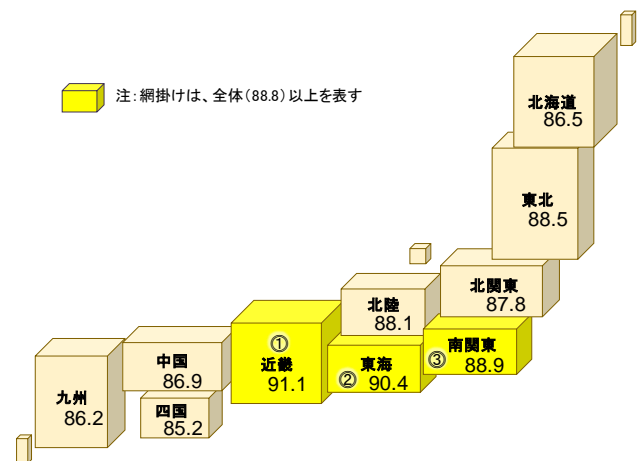 注：網掛けは、全体（88.8）以上を表す
北海道
86.5
東北
88.5
北関東
87.8
北陸
88.1
南関東
③
88.9
①
近畿
91.1
東海
②
90.4
中国
86.9
四国
85.2
九州
86.2